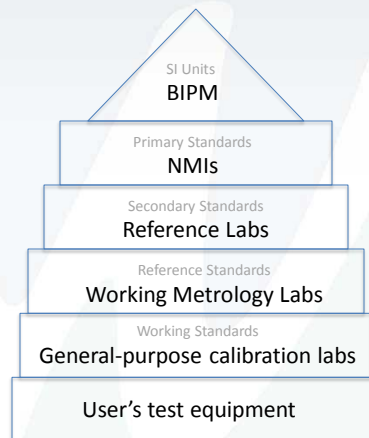 SI Units
BIPM
Primary Standards
NMIs
Secondary Standards
Reference Labs
Reference Standards
Working Metrology Labs
Working Standards
General-purpose calibration labs
User’s test equipment